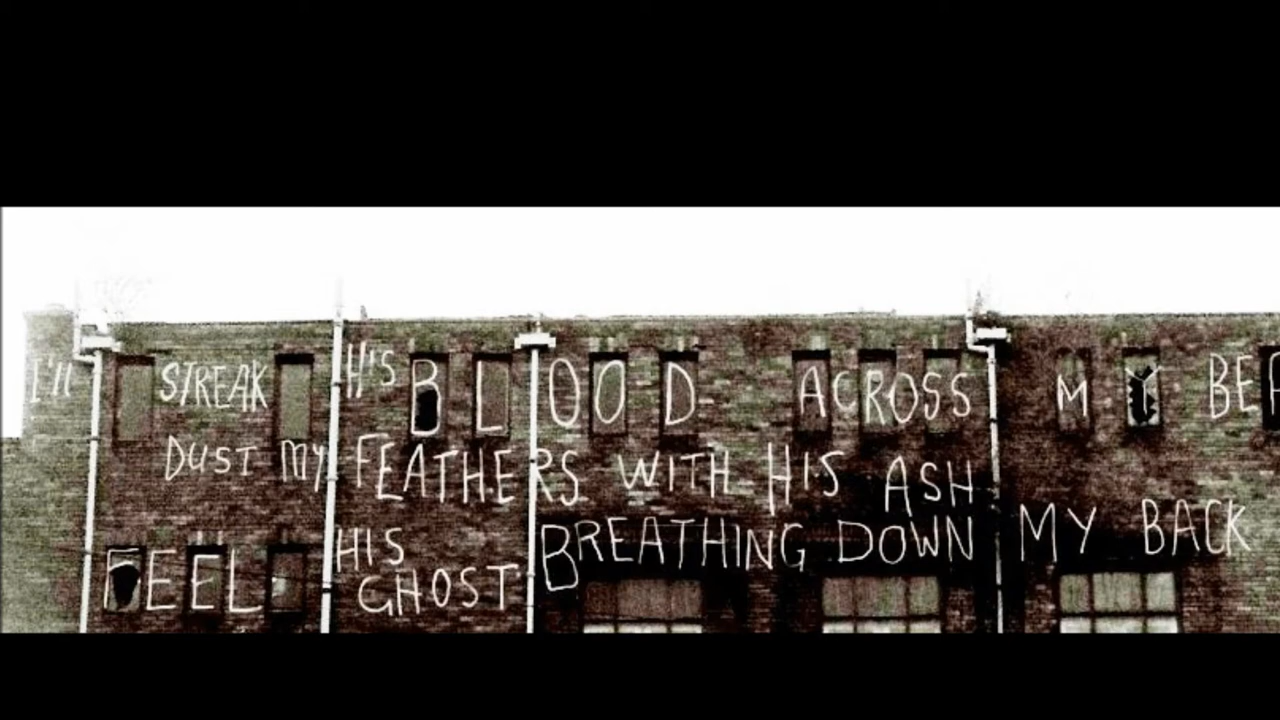 I'll STREAK HIS BLOOD ACROSS MY
DUST MY FEATHERS WITH HIS ASH
FEEL HIS GHOST BREATHING DOWN MY BACK